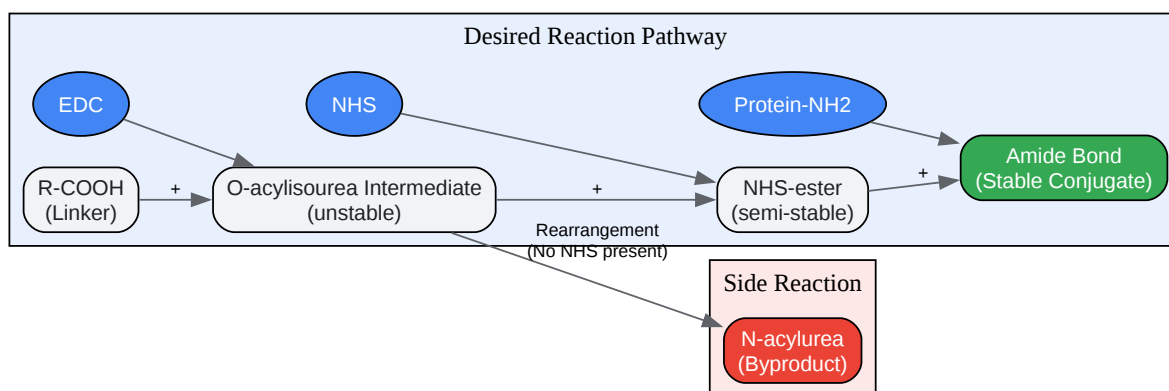 Desired Reaction Pathway
EDC
NHS
Protein-NH2
R-COOH
(Linker)
+
O-acylisourea Intermediate
(unstable)
+
NHS-ester
(semi-stable)
+
Amide Bond
(Stable Conjugate)
Rearrangement
(No NHS present)
Side Reaction
N-acylurea
(Byproduct)